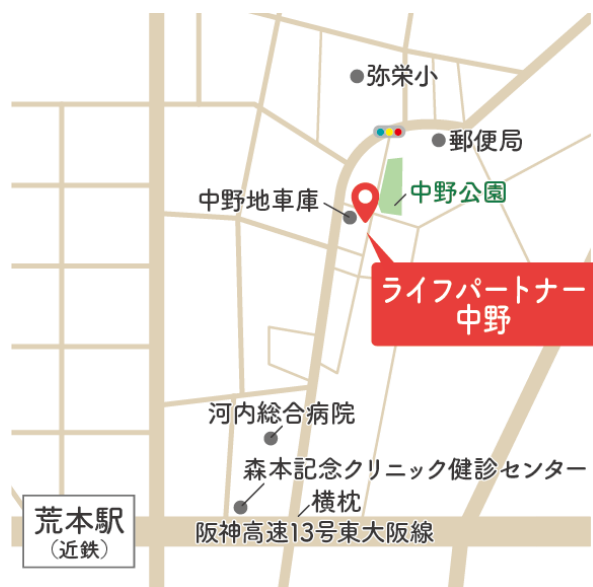 弥栄小
郵便局
中野公園
中野地車庫
ライフパートナー
中野
河内総合病院
森本記念クリニック健診センター
横枕
阪神高速13号東大阪線
荒本駅
（近鉄）